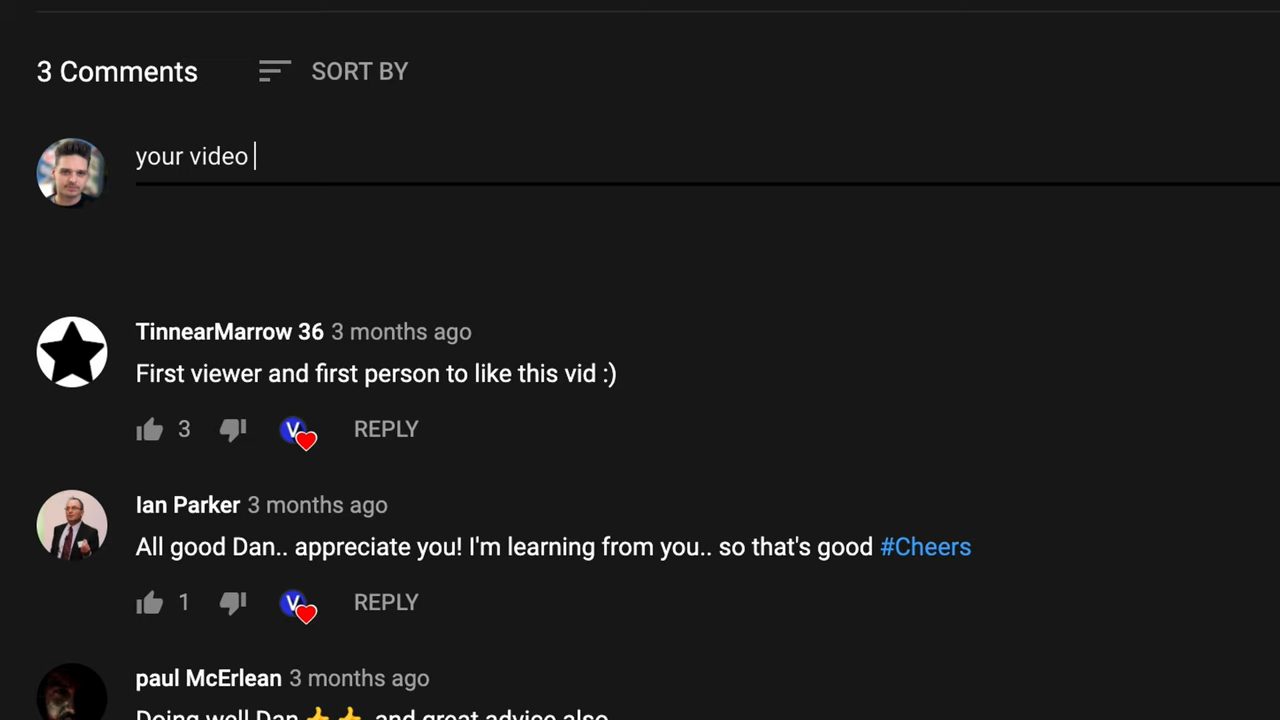 3 Comments SORT BY
your video
TinnearMarrow 36 3 months ago
First viewer and first person to like this vid :)
3 V REPLY
Ian Parker 3 months ago
All good Dan.. appreciate you! I'm learning from you.. so that's good #Cheers
1 V REPLY
paul McErlean 3 months ago
Doing well Dan 👍👍 and great advice also